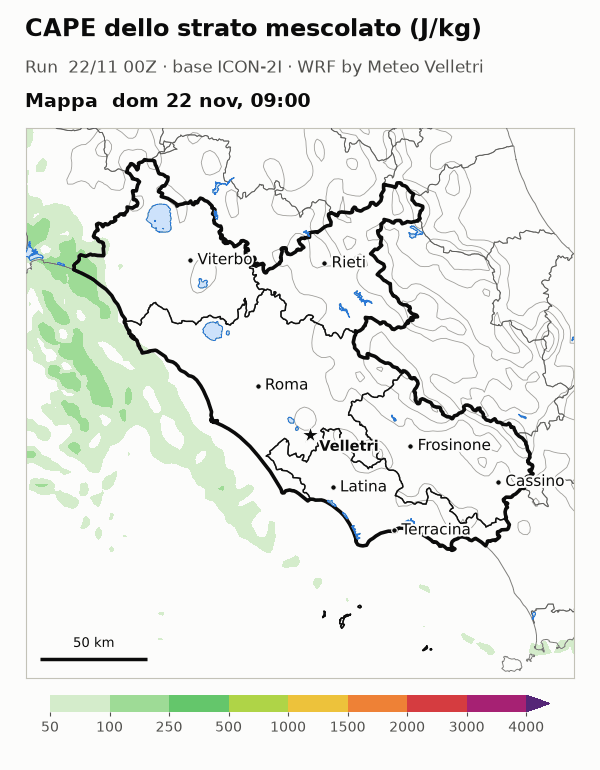 CAPE dello strato mescolato (J/kg)
Run  22/11 00Z · base ICON-2I · WRF by Meteo Velletri
Mappa  dom 22 nov, 09:00
Viterbo
Rieti
Roma
Velletri
Frosinone
Cassino
Latina
Terracina
50 km
50 100 250 500 1000 1500 2000 3000 4000